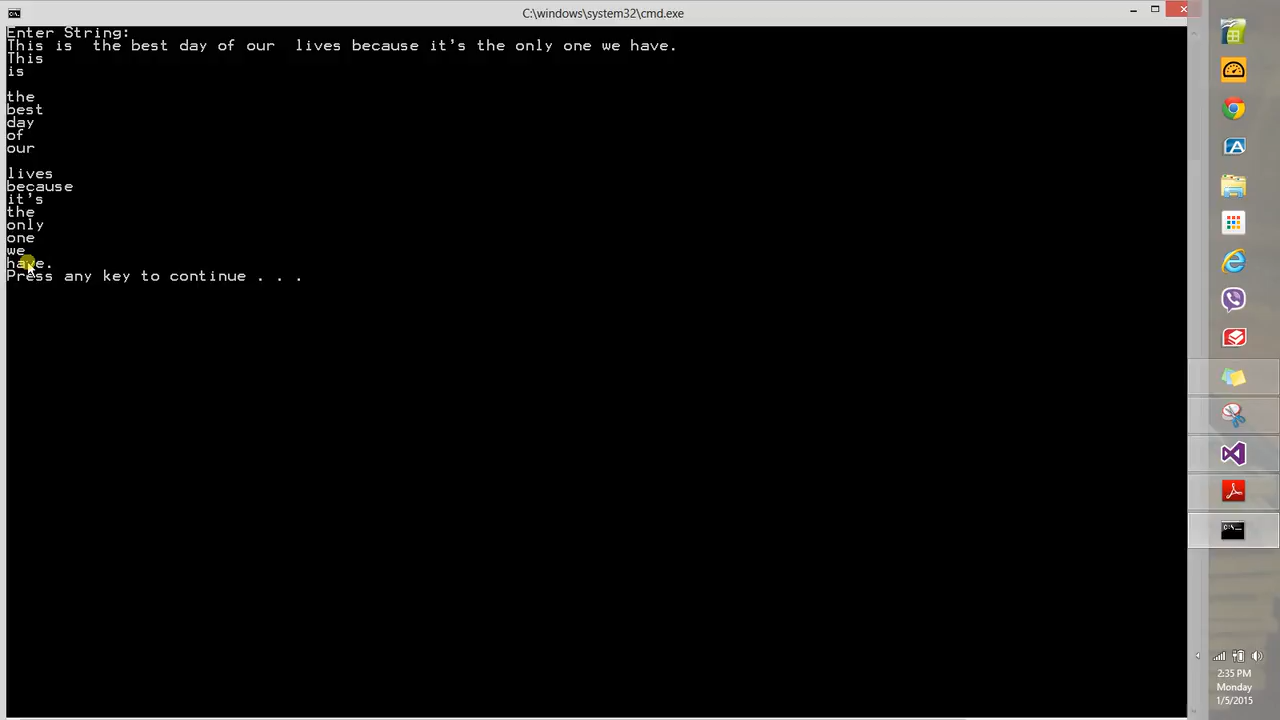 C:\windows\system32\cmd.exe
Enter String:
This is  the best day of our  lives because it's the only one we have.
This
is

the
best
day
of
our

lives
because
it's
the
only
one
we
have.
Press any key to continue . . .
2:35 PM
Monday
1/5/2015